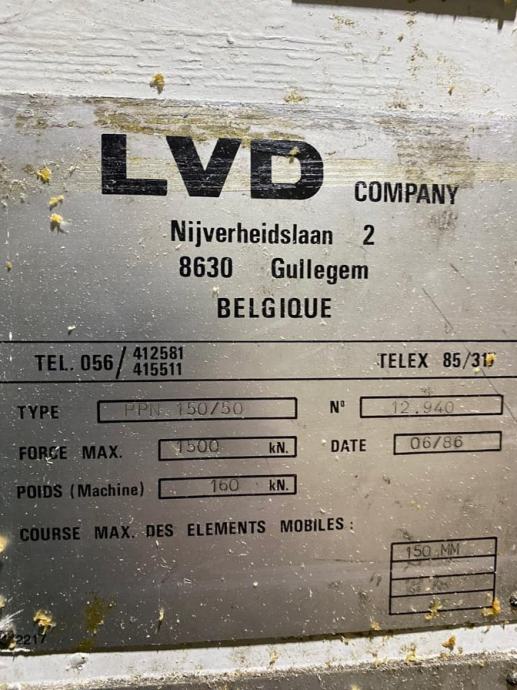 LVD COMPANY
Nijverheidslaan 2
8630 Gullegem
BELGIQUE
TEL. 056/ 412581
415511
TELEX 85/313
TYPE PPN 150/50 N° 12.940
FORCE MAX. 1500 kN. DATE 06/86
POIDS (Machine) 160 kN.
COURSE MAX. DES ELEMENTS MOBILES :
150 MM